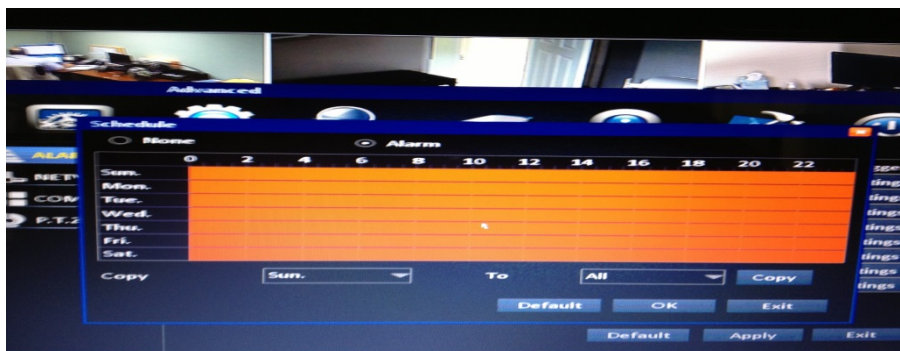 Advanced
Schedule
None Alarm
0 2 4 6 8 10 12 14 16 18 20 22
Sun.
Mon.
Tue.
Wed.
Thu.
Fri.
Sat.
Copy Sun. To All Copy
Default OK Exit
Default Apply Exit
P.T.Z